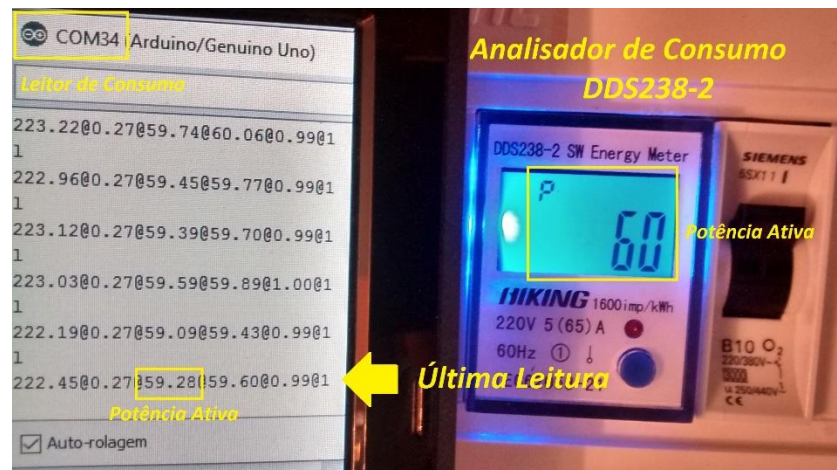 COM34 (Arduino/Genuino Uno)
Leitor de Consumo
223.22@0.27@59.74@60.06@0.99@1
1
222.96@0.27@59.45@59.77@0.99@1
1
223.12@0.27@59.39@59.70@0.99@1
1
223.03@0.27@59.59@59.89@1.00@1
1
222.19@0.27@59.09@59.43@0.99@1
1
222.45@0.27@59.28@59.60@0.99@1
Potência Ativa
Auto-rolagem
Analisador de Consumo
DDS238-2
DDS238-2 SW Energy Meter
P
60
Potência Ativa
HIKING 1600imp/kWh
220V 5(65)A
60Hz 1
Última Leitura
SIEMENS
5SX11
B10
220/380V~
3000